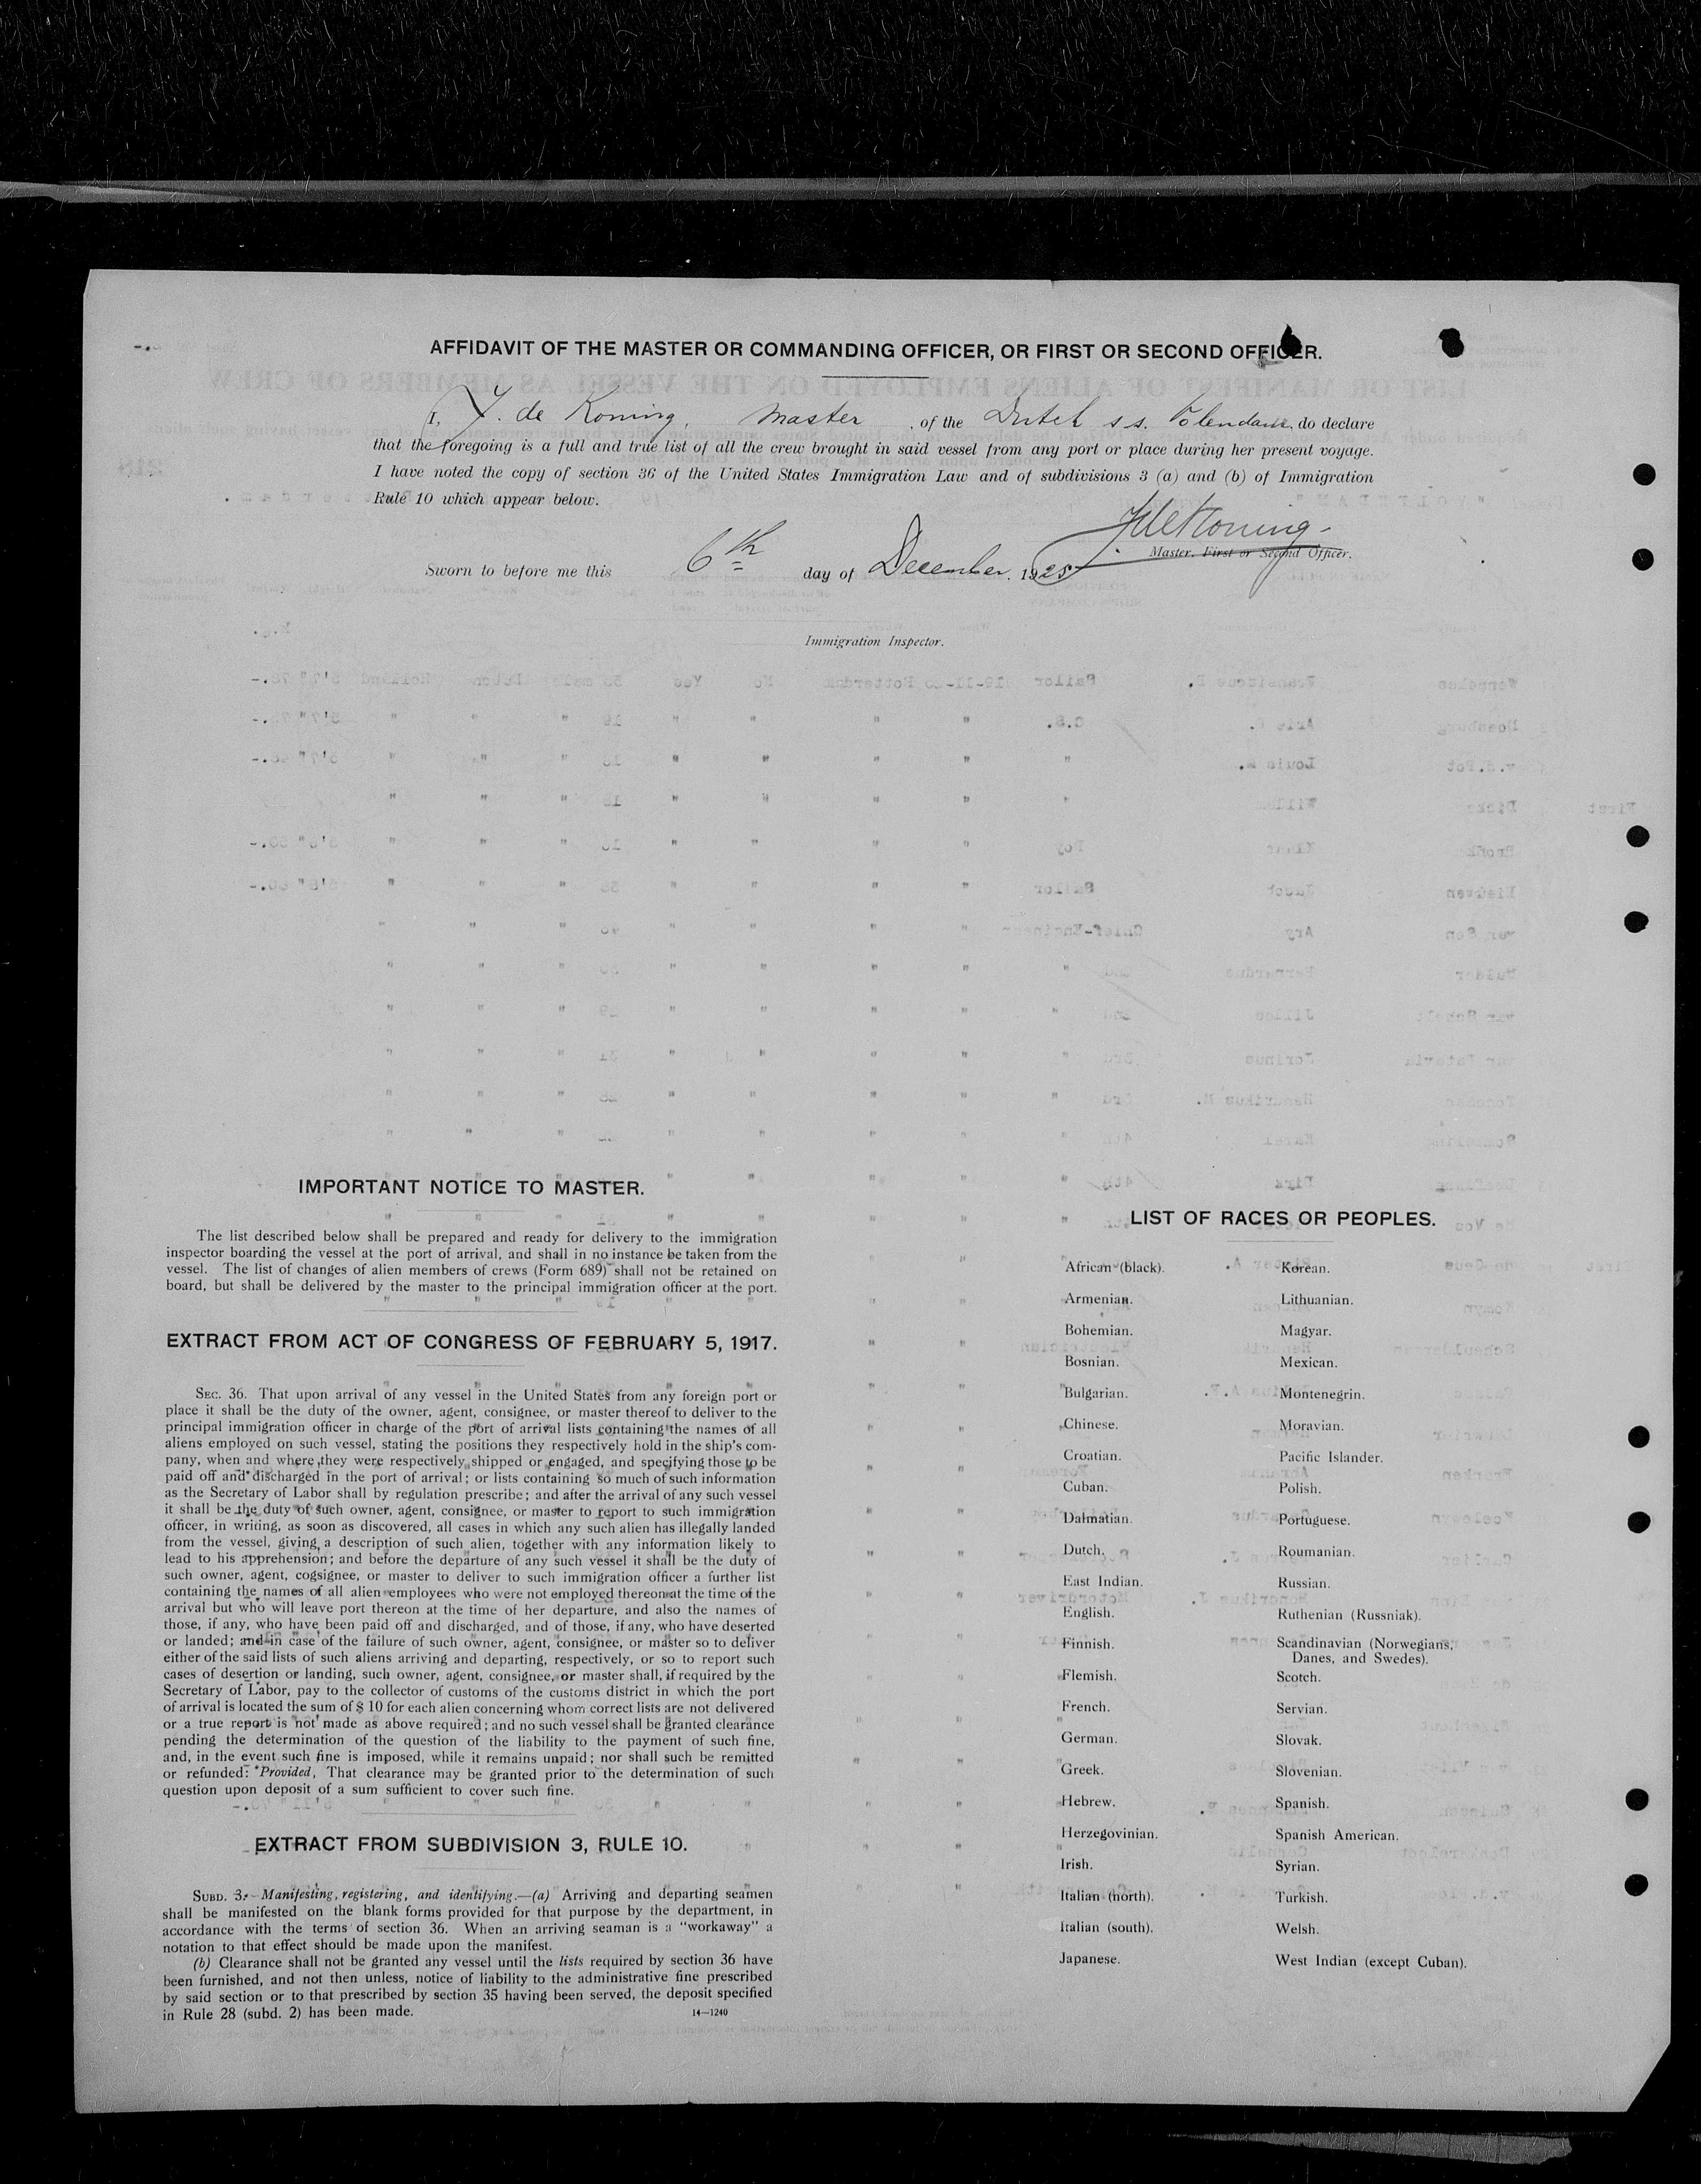 AFFIDAVIT OF THE MASTER OR COMMANDING OFFICER, OR FIRST OR SECOND OFFICER.
I, J. de Koning, Master, of the Dutch s.s. Volendam, do declare
that the foregoing is a full and true list of all the crew brought in said vessel from any port or place during her present voyage.
I have noted the copy of section 36 of the United States Immigration Law and of subdivisions 3 (a) and (b) of Immigration
Rule 10 which appear below.
JdeKoning
Master, First or Second Officer.
Sworn to before me this 6th day of December, 1925
Immigration Inspector.
IMPORTANT NOTICE TO MASTER.
The list described below shall be prepared and ready for delivery to the immigration
inspector boarding the vessel at the port of arrival, and shall in no instance be taken from the
vessel. The list of changes of alien members of crews (Form 689) shall not be retained on
board, but shall be delivered by the master to the principal immigration officer at the port.
EXTRACT FROM ACT OF CONGRESS OF FEBRUARY 5, 1917.
SEC. 36. That upon arrival of any vessel in the United States from any foreign port or
place it shall be the duty of the owner, agent, consignee, or master thereof to deliver to the
principal immigration officer in charge of the port of arrival lists containing the names of all
aliens employed on such vessel, stating the positions they respectively hold in the ship's com-
pany, when and where they were respectively shipped or engaged, and specifying those to be
paid off and discharged in the port of arrival; or lists containing so much of such information
as the Secretary of Labor shall by regulation prescribe; and after the arrival of any such vessel
it shall be the duty of such owner, agent, consignee, or master to report to such immigration
officer, in writing, as soon as discovered, all cases in which any such alien has illegally landed
from the vessel, giving a description of such alien, together with any information likely to
lead to his apprehension; and before the departure of any such vessel it shall be the duty of
such owner, agent, cogsignee, or master to deliver to such immigration officer a further list
containing the names of all alien employees who were not employed thereon at the time of the
arrival but who will leave port thereon at the time of her departure, and also the names of
those, if any, who have been paid off and discharged, and of those, if any, who have deserted
or landed; and in case of the failure of such owner, agent, consignee, or master so to deliver
either of the said lists of such aliens arriving and departing, respectively, or so to report such
cases of desertion or landing, such owner, agent, consignee, or master shall, if required by the
Secretary of Labor, pay to the collector of customs of the customs district in which the port
of arrival is located the sum of $ 10 for each alien concerning whom correct lists are not delivered
or a true report is not made as above required; and no such vessel shall be granted clearance
pending the determination of the question of the liability to the payment of such fine,
and, in the event such fine is imposed, while it remains unpaid; nor shall such be remitted
or refunded: Provided, That clearance may be granted prior to the determination of such
question upon deposit of a sum sufficient to cover such fine.
EXTRACT FROM SUBDIVISION 3, RULE 10.
SUBD. 3. Manifesting, registering, and identifying.—(a) Arriving and departing seamen
shall be manifested on the blank forms provided for that purpose by the department, in
accordance with the terms of section 36. When an arriving seaman is a "workaway" a
notation to that effect should be made upon the manifest.
(b) Clearance shall not be granted any vessel until the lists required by section 36 have
been furnished, and not then unless, notice of liability to the administrative fine prescribed
by said section or to that prescribed by section 35 having been served, the deposit specified
in Rule 28 (subd. 2) has been made.
14—1240
LIST OF RACES OR PEOPLES.
African (black).
Armenian.
Bohemian.
Bosnian.
Bulgarian.
Chinese.
Croatian.
Cuban.
Dalmatian.
Dutch.
East Indian.
English.
Finnish.
Flemish.
French.
German.
Greek.
Hebrew.
Herzegovinian.
Irish.
Italian (north).
Italian (south).
Japanese.
Korean.
Lithuanian.
Magyar.
Mexican.
Montenegrin.
Moravian.
Pacific Islander.
Polish.
Portuguese.
Roumanian.
Russian.
Ruthenian (Russniak).
Scandinavian (Norwegians,
Danes, and Swedes).
Scotch.
Servian.
Slovak.
Slovenian.
Spanish.
Spanish American.
Syrian.
Turkish.
Welsh.
West Indian (except Cuban).